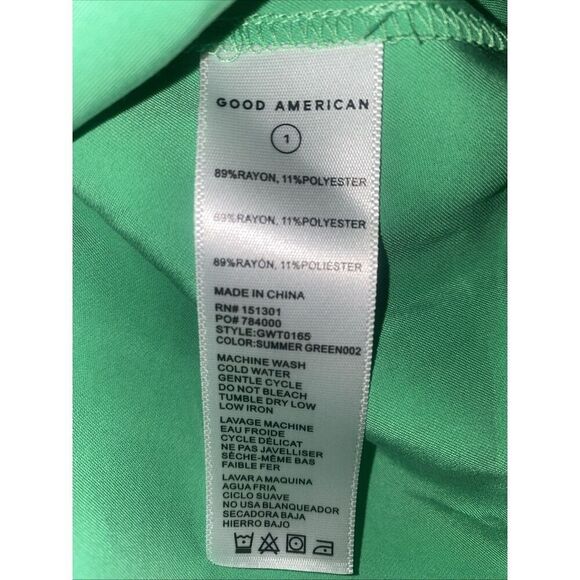 GOOD AMERICAN
1
89%RAYON, 11%POLYESTER
89%RAYON, 11%POLYESTER
89%RAYÓN, 11%POLIÉSTER
MADE IN CHINA
RN# 151301
PO# 784000
STYLE:GWT0165
COLOR:SUMMER GREEN002
MACHINE WASH
COLD WATER
GENTLE CYCLE
DO NOT BLEACH
TUMBLE DRY LOW
LOW IRON
LAVAGE MACHINE
EAU FROIDE
CYCLE DÉLICAT
NE PAS JAVELLISER
SÈCHE-MÊME BAS
FAIBLE FER
LAVAR A MAQUINA
AGUA FRIA
CICLO SUAVE
NO USA BLANQUEADOR
SECADORA BAJA
HIERRO BAJO